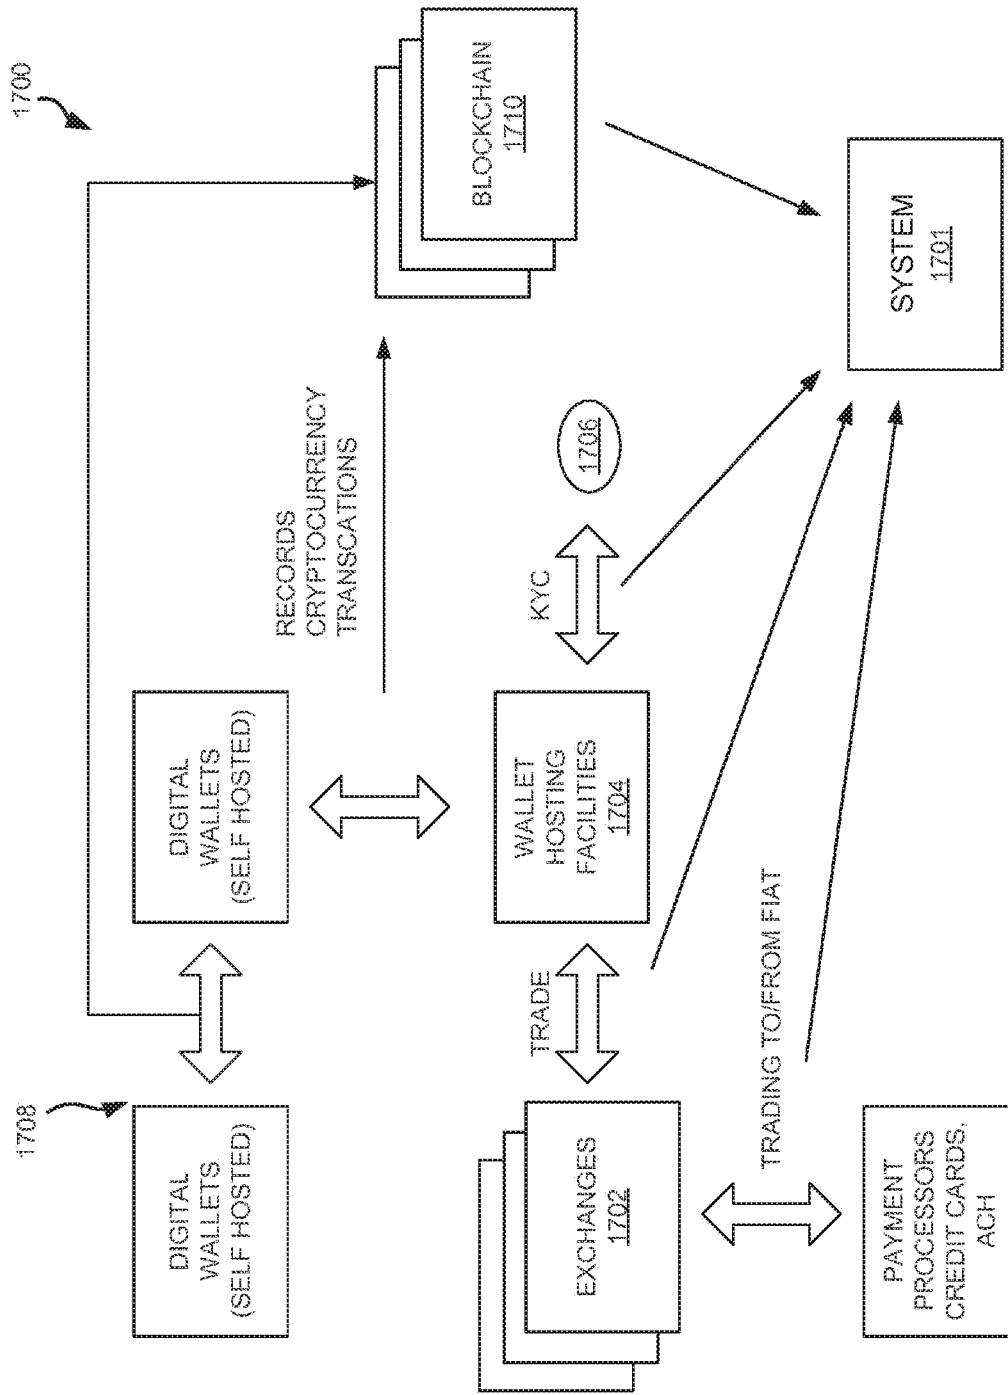 1700
1708
DIGITAL
WALLETS
(SELF HOSTED)
DIGITAL
WALLETS
(SELF HOSTED)
RECORDS
CRYPTOCURRENCY
TRANSCATIONS
BLOCKCHAIN
1710
EXCHANGES
1702
TRADE
WALLET
HOSTING
FACILITIES
1704
KYC
1706
TRADING TO/FROM FIAT
PAYMENT
PROCESSORS
CREDIT CARDS,
ACH
SYSTEM
1701